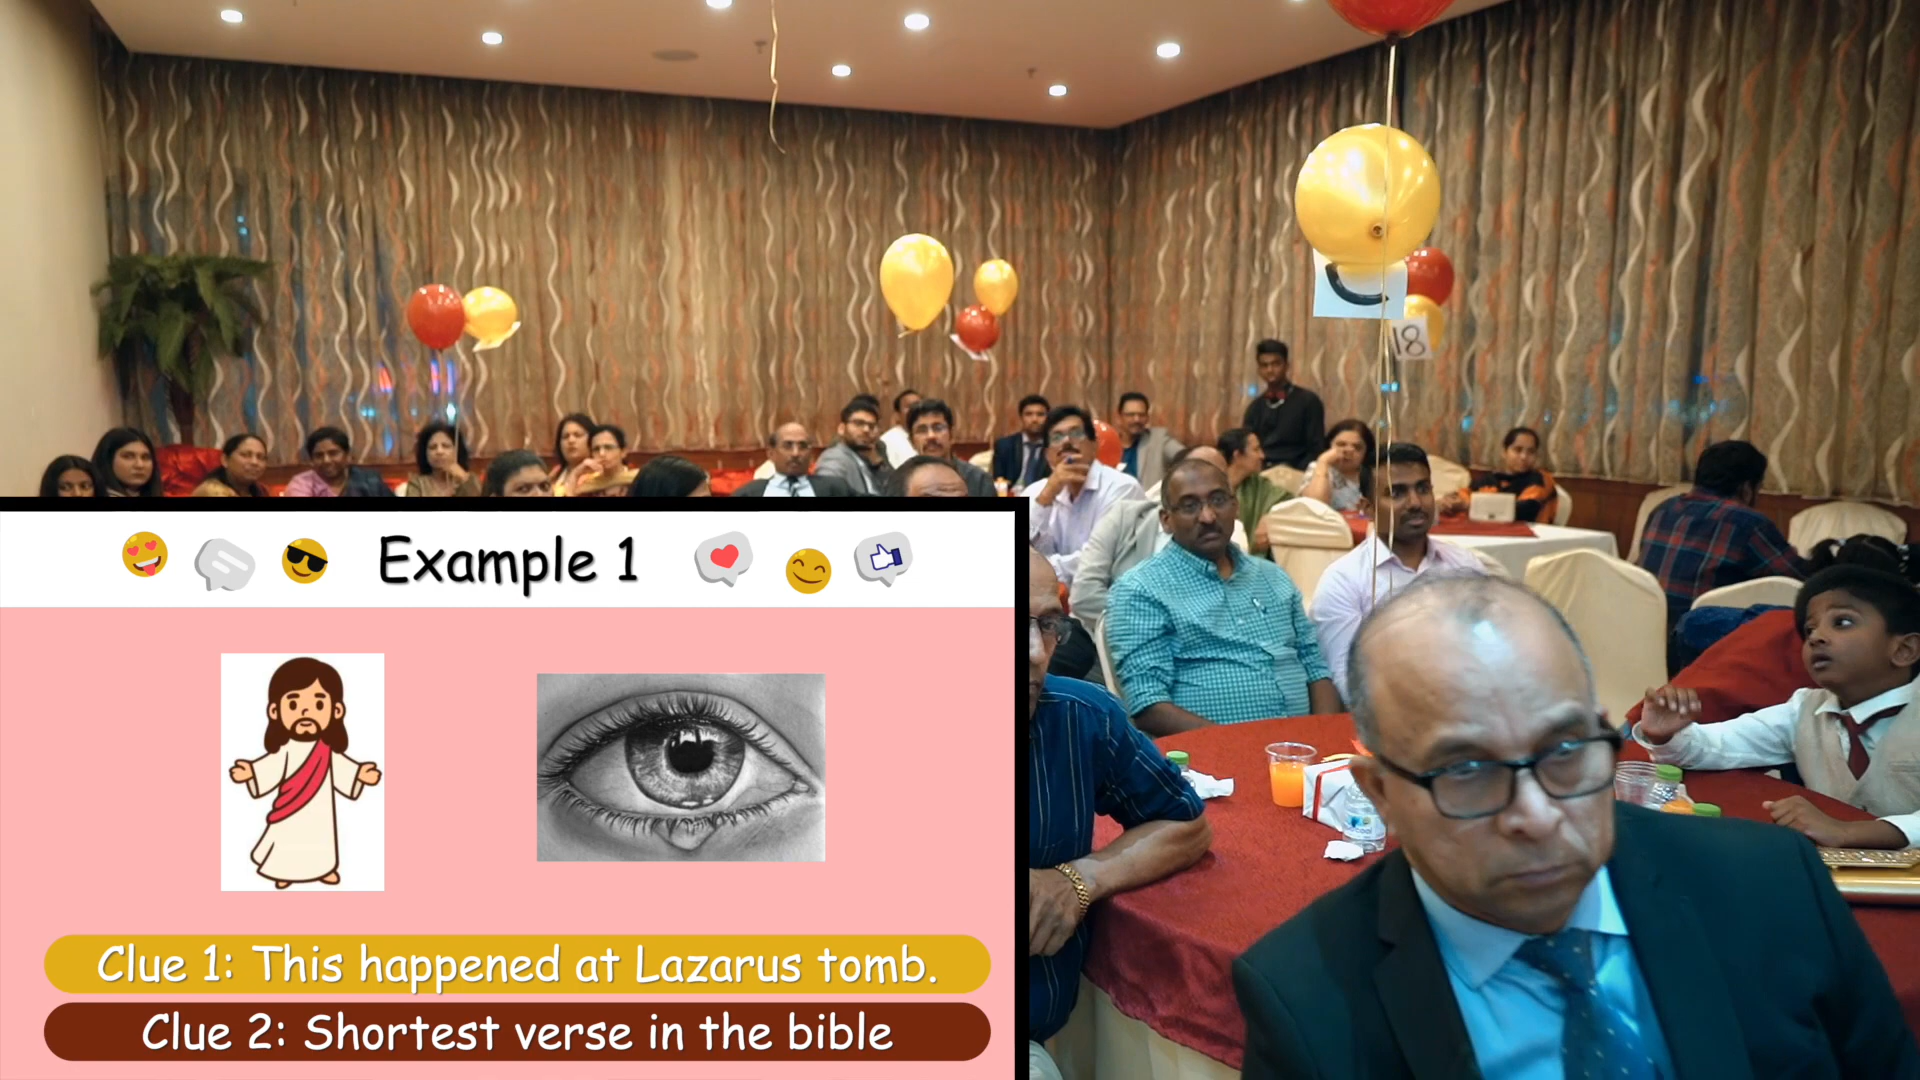 18
Example 1
Clue 1: This happened at Lazarus tomb.
Clue 2: Shortest verse in the bible